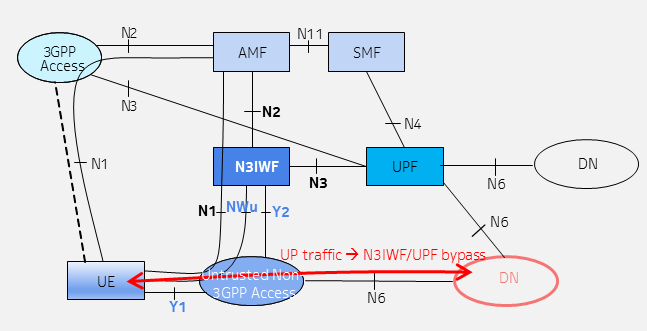 N2
3GPP
Access
AMF
N11
SMF
N3
N2
N4
N1
N3IWF
N3
UPF
N6
DN
N1
NWu
Y2
N6
UP traffic → N3IWF/UPF bypass
UE
Untrusted Non-
3GPP Access
DN
Y1
N6